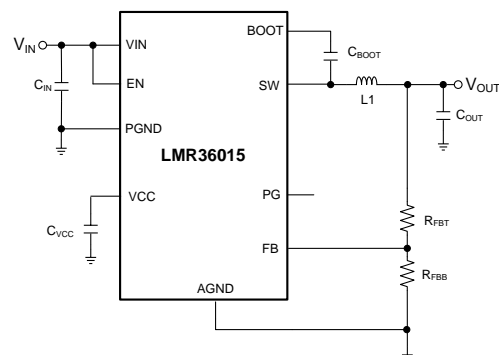 BOOT
VIN
VIN
CBOOT
CIN
EN
SW
VOUT
L1
COUT
PGND
LMR36015
VCC
PG
RFBT
CVCC
FB
RFBB
AGND